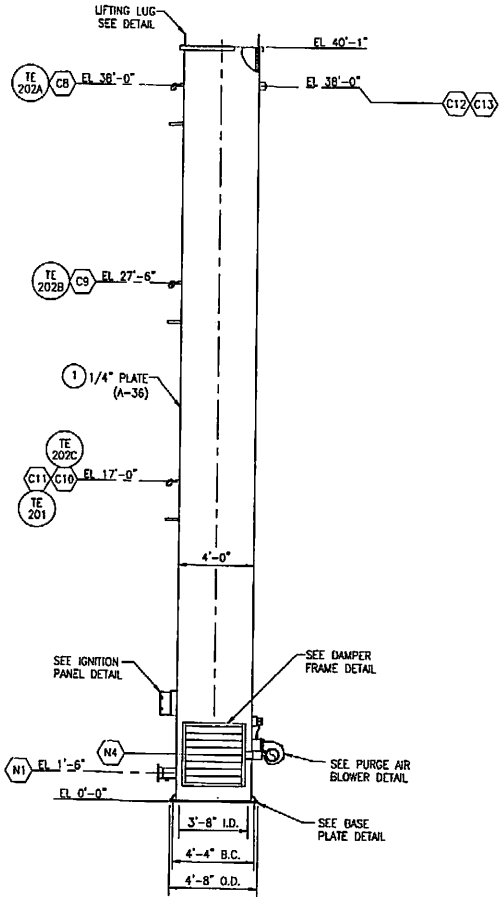 LIFTING LUG
SEE DETAIL
EL 40'-1"
TE
202A
C8
EL 38'-0"
EL 38'-0"
C12
C13
TE
202B
C9
EL 27'-6"
1
1/4" PLATE
(A-36)
TE
202C
C11
C10
EL 17'-0"
TE
201
4'-0"
SEE IGNITION
PANEL DETAIL
SEE DAMPER
FRAME DETAIL
N4
N1
EL 1'-6"
SEE PURGE AIR
BLOWER DETAIL
EL 0'-0"
SEE BASE
PLATE DETAIL
3'-8" I.D.
4'-4" B.C.
4'-8" O.D.